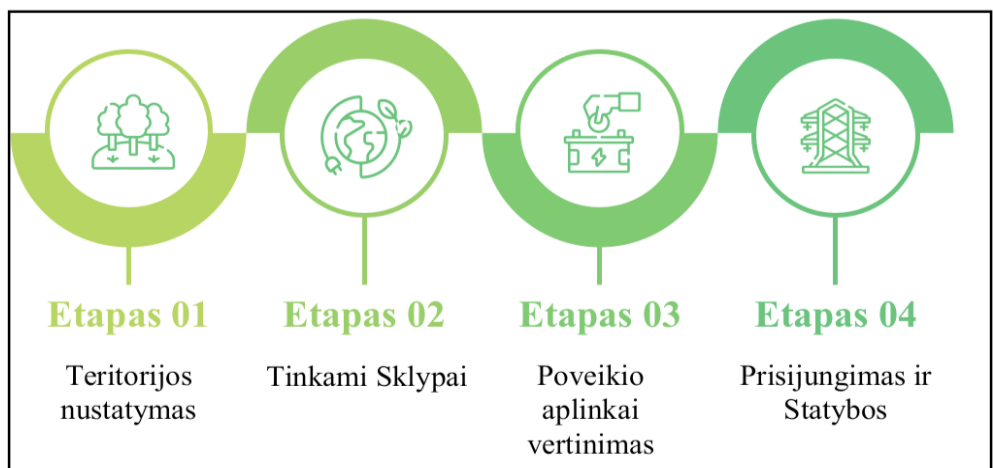 Etapas 01
Teritorijos
nustatymas
Etapas 02
Tinkami Sklypai
Etapas 03
Poveikio
aplinkai
vertinimas
Etapas 04
Prisijungimas ir
Statybos